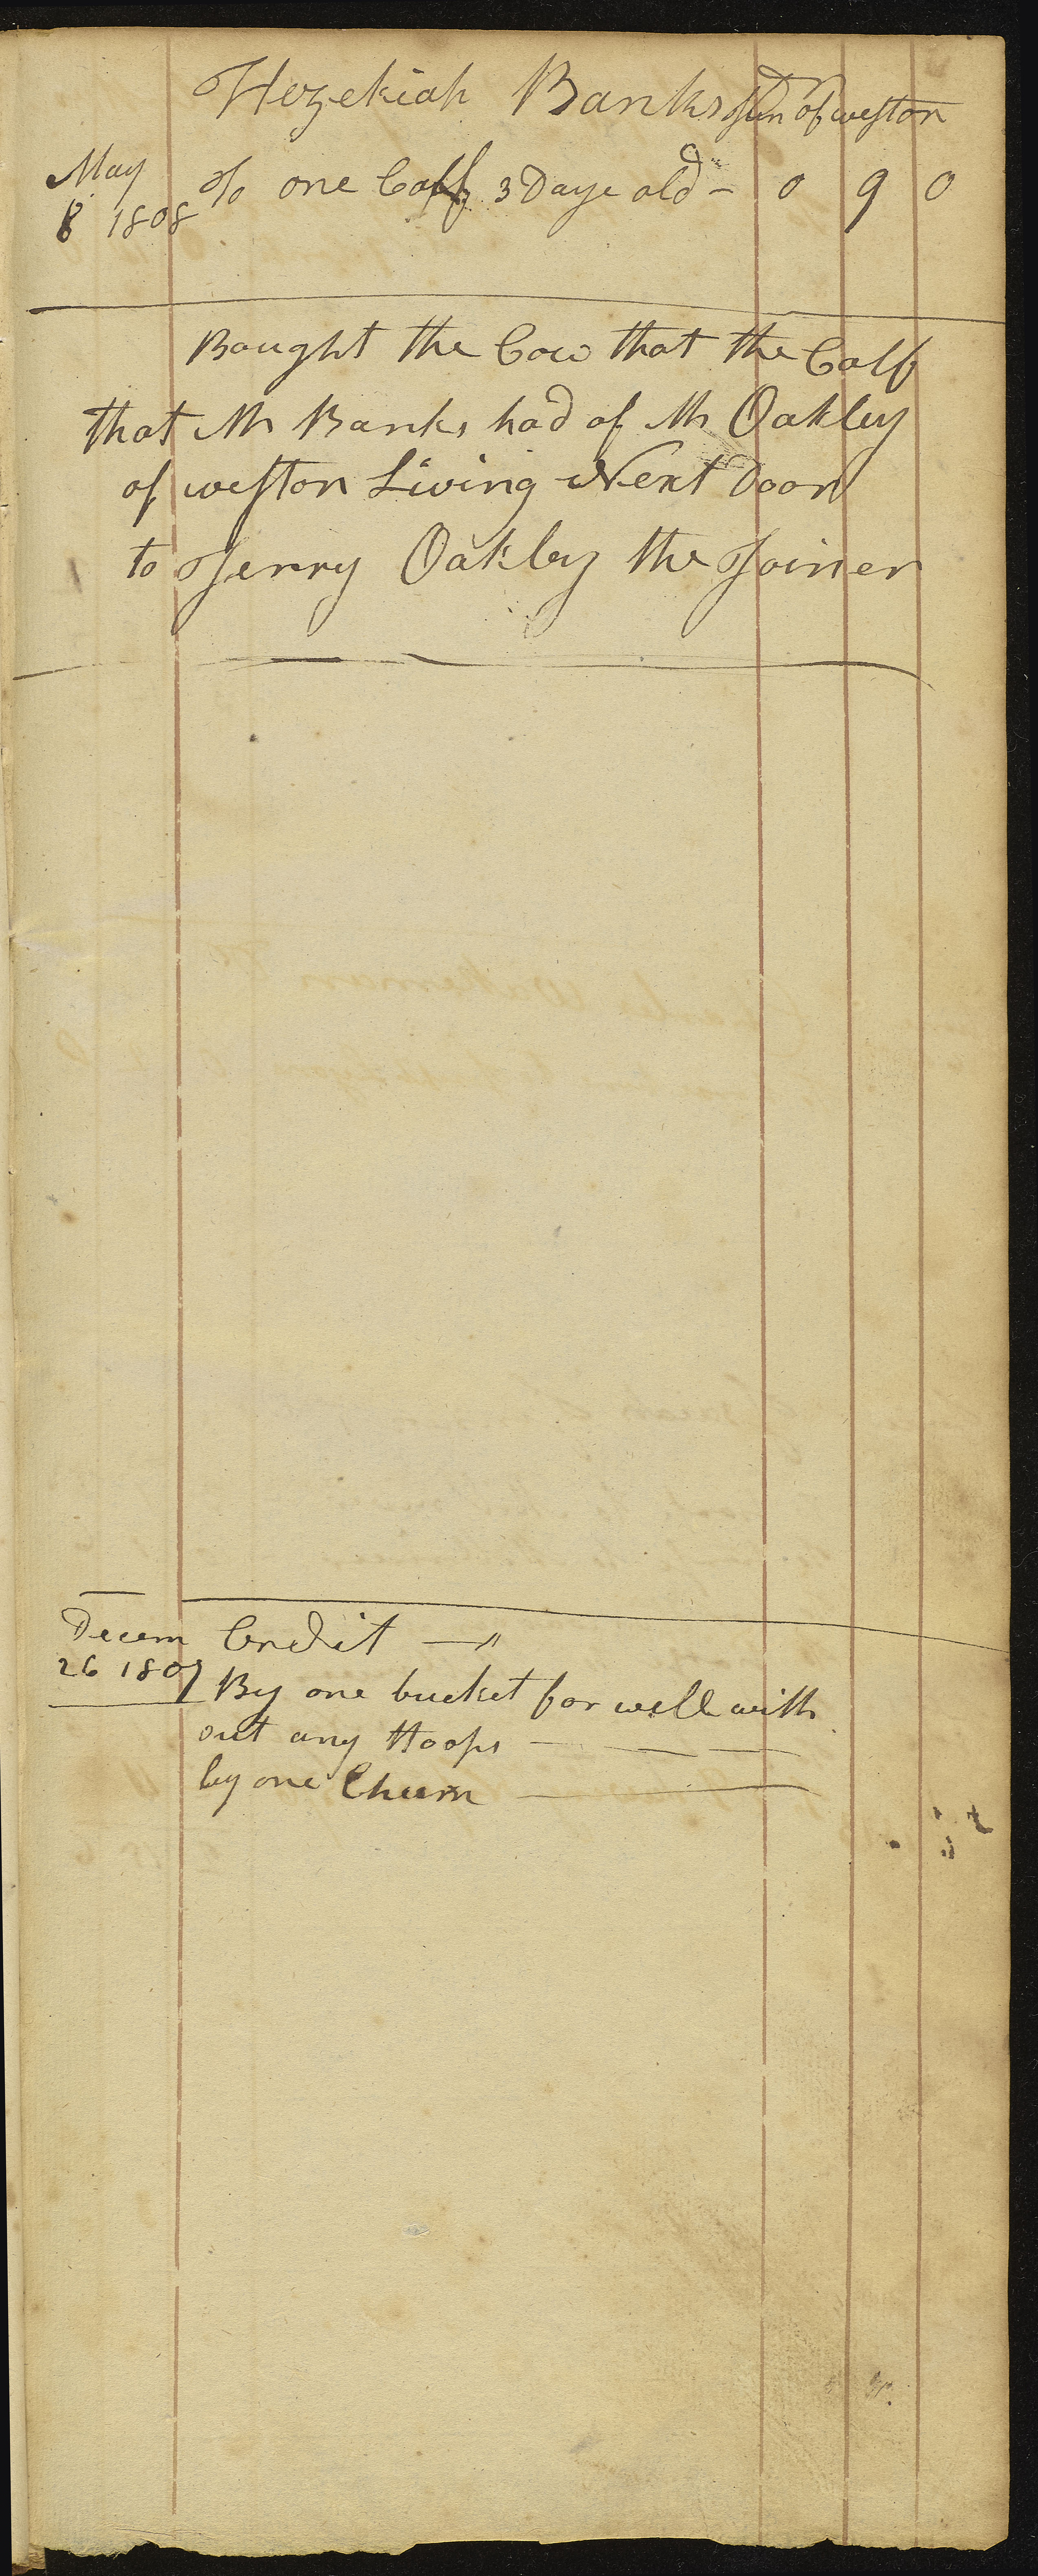 Hezekiah Banks Jun of weston Dr
May 8 1808 To one Calf 3 Days old - 0 9 0
Bought the Cow that the Calf
that Mr Banks had of Mr Oakley
of weston Living Next Door
to Jerry Oakley the Joiner
Decem Credit
26 1807 By one bucket for well with
out any Hoops
by one Churn